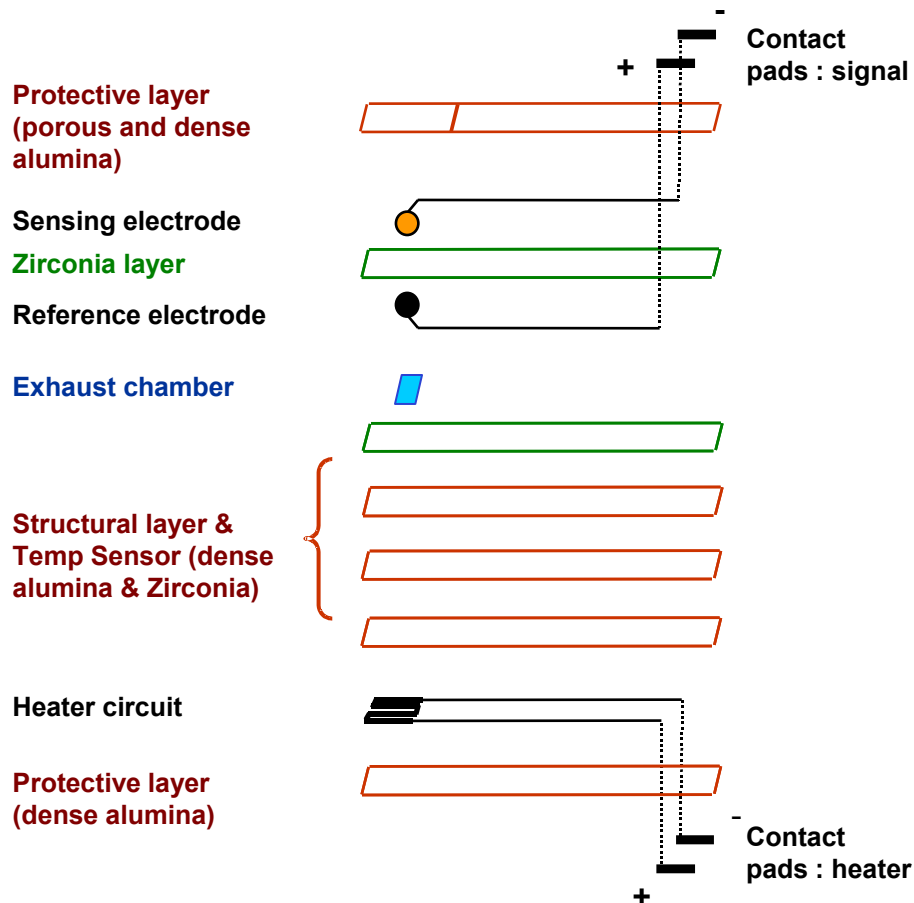 -
Contact
pads : signal
+
Protective layer
(porous and dense
alumina)
Sensing electrode
Zirconia layer
Reference electrode
Exhaust chamber
Structural layer &
Temp Sensor (dense
alumina & Zirconia)
Heater circuit
Protective layer
(dense alumina)
-
Contact
pads : heater
+